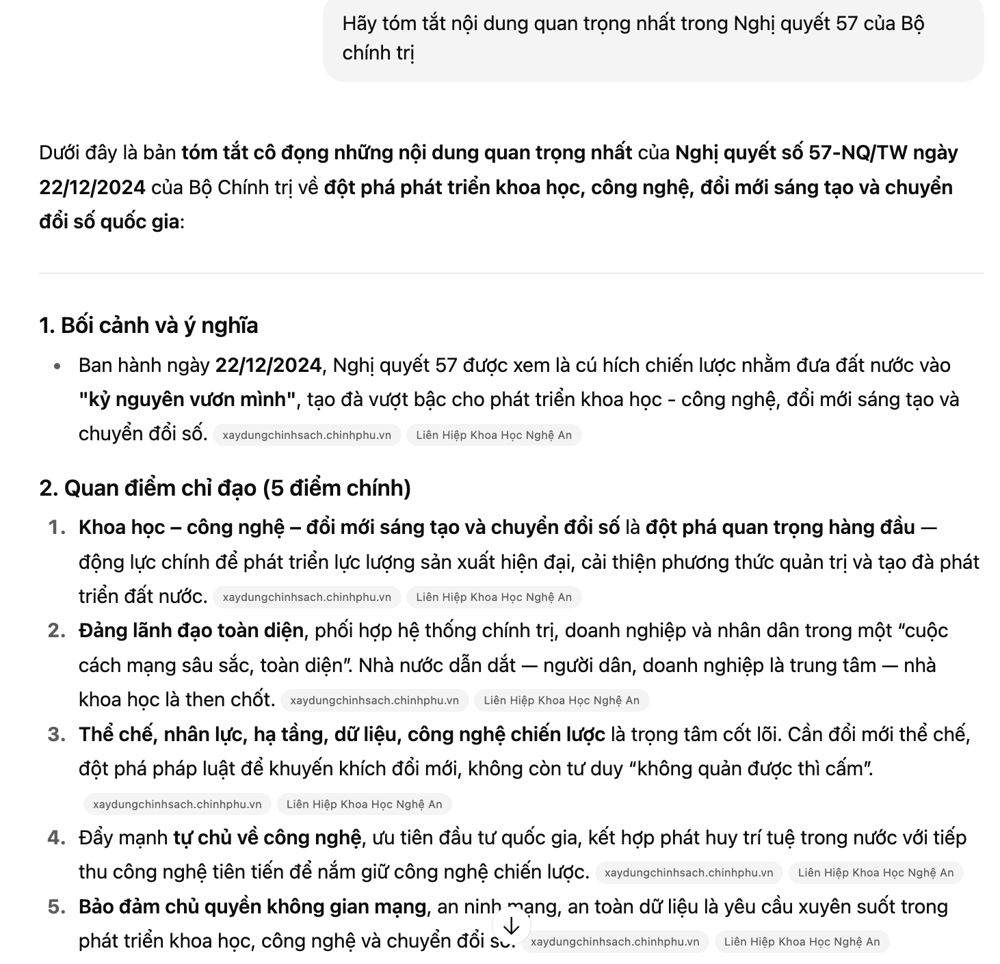 Hãy tóm tắt nội dung quan trọng nhất trong Nghị quyết 57 của Bộ
chính trị
Dưới đây là bản tóm tắt cô đọng những nội dung quan trọng nhất của Nghị quyết số 57-NQ/TW ngày
22/12/2024 của Bộ Chính trị về đột phá phát triển khoa học, công nghệ, đổi mới sáng tạo và chuyển
đổi số quốc gia:
1. Bối cảnh và ý nghĩa
• Ban hành ngày 22/12/2024, Nghị quyết 57 được xem là cú hích chiến lược nhằm đưa đất nước vào
"kỷ nguyên vươn mình", tạo đà vượt bậc cho phát triển khoa học - công nghệ, đổi mới sáng tạo và
chuyển đổi số. xaydungchinhsach.chinhphu.vn Liên Hiệp Khoa Học Nghệ An
2. Quan điểm chỉ đạo (5 điểm chính)
1. Khoa học – công nghệ – đổi mới sáng tạo và chuyển đổi số là đột phá quan trọng hàng đầu —
động lực chính để phát triển lực lượng sản xuất hiện đại, cải thiện phương thức quản trị và tạo đà phát
triển đất nước. xaydungchinhsach.chinhphu.vn Liên Hiệp Khoa Học Nghệ An
2. Đảng lãnh đạo toàn diện, phối hợp hệ thống chính trị, doanh nghiệp và nhân dân trong một “cuộc
cách mạng sâu sắc, toàn diện”. Nhà nước dẫn dắt — người dân, doanh nghiệp là trung tâm — nhà
khoa học là then chốt. xaydungchinhsach.chinhphu.vn Liên Hiệp Khoa Học Nghệ An
3. Thể chế, nhân lực, hạ tầng, dữ liệu, công nghệ chiến lược là trọng tâm cốt lõi. Cần đổi mới thể chế,
đột phá pháp luật để khuyến khích đổi mới, không còn tư duy “không quản được thì cấm”.
xaydungchinhsach.chinhphu.vn Liên Hiệp Khoa Học Nghệ An
4. Đẩy mạnh tự chủ về công nghệ, ưu tiên đầu tư quốc gia, kết hợp phát huy trí tuệ trong nước với tiếp
thu công nghệ tiên tiến để nắm giữ công nghệ chiến lược. xaydungchinhsach.chinhphu.vn Liên Hiệp Khoa Học Nghệ An
5. Bảo đảm chủ quyền không gian mạng, an ninh mạng, an toàn dữ liệu là yêu cầu xuyên suốt trong
phát triển khoa học, công nghệ và chuyển đổi số. xaydungchinhsach.chinhphu.vn Liên Hiệp Khoa Học Nghệ An